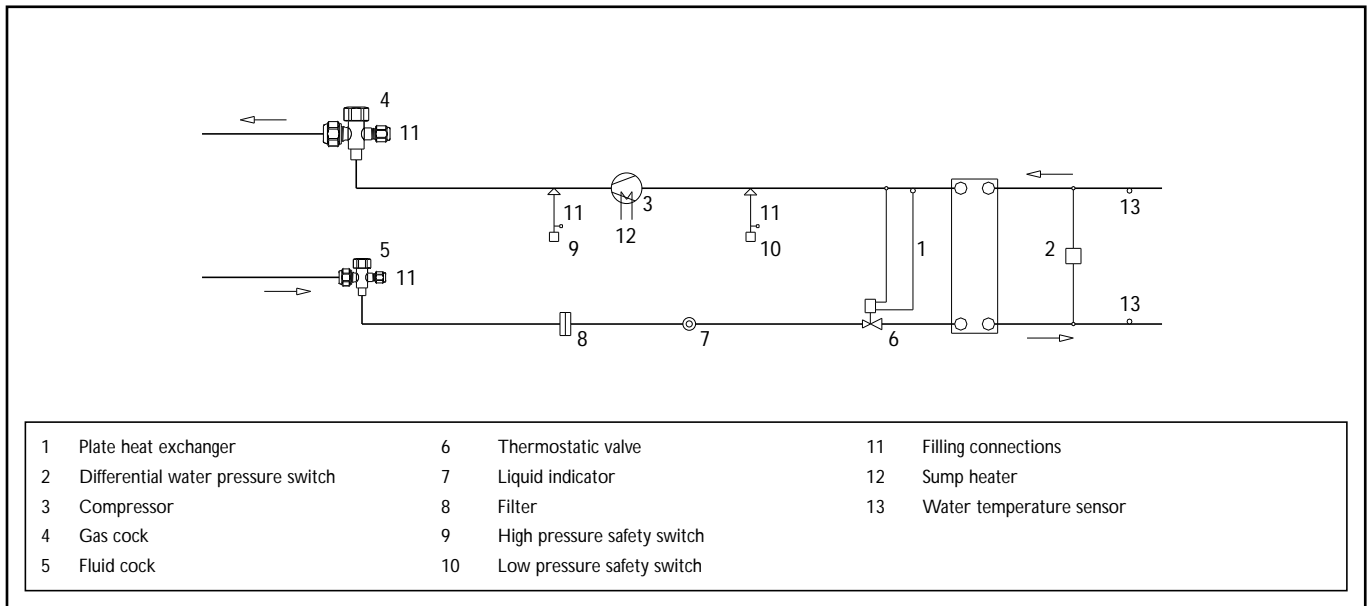 4
11
11
3
11
13
12
9
10
1
2
5
11
13
8
7
6
1 Plate heat exchanger
2 Differential water pressure switch
3 Compressor
4 Gas cock
5 Fluid cock
6 Thermostatic valve
7 Liquid indicator
8 Filter
9 High pressure safety switch
10 Low pressure safety switch
11 Filling connections
12 Sump heater
13 Water temperature sensor